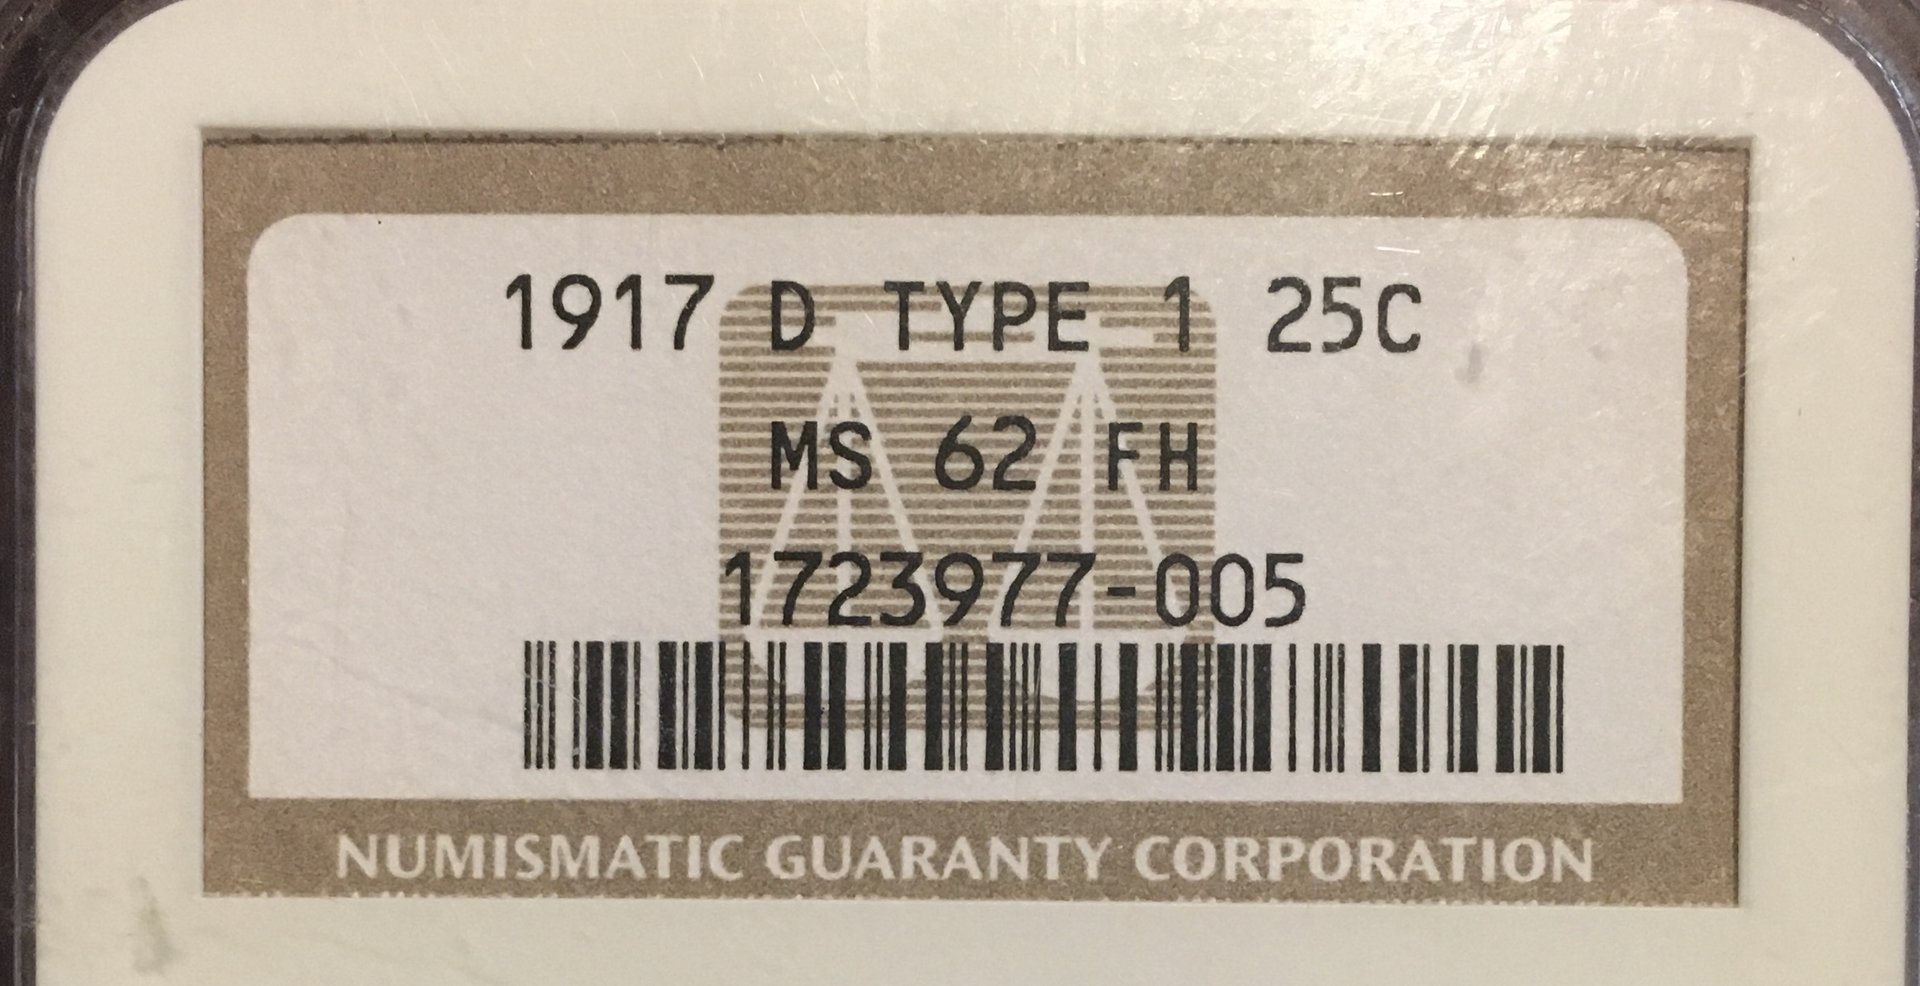 1917 D TYPE 1 25C
MS 62 FH
1723977-005
NUMISMATIC GUARANTY CORPORATION